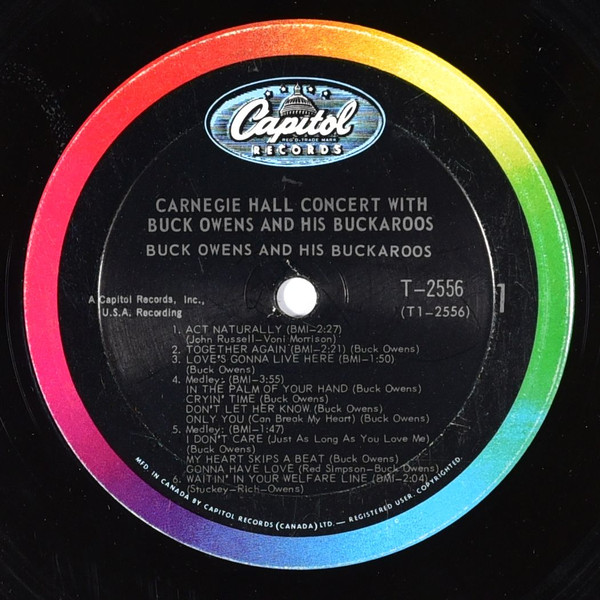 Capitol
REG'D. TRADE MARK
RECORDS
CARNEGIE HALL CONCERT WITH
BUCK OWENS AND HIS BUCKAROOS
BUCK OWENS AND HIS BUCKAROOS
A Capitol Records, Inc.,
U.S.A. Recording
T-2556
(T1-2556)
1
1. ACT NATURALLY (BMI-2:27)
(John Russell-Voni Morrison)
2. TOGETHER AGAIN (BMI-2:21) (Buck Owens)
3. LOVE'S GONNA LIVE HERE (BMI-1:50)
(Buck Owens)
4. Medley: (BMI-3:55)
IN THE PALM OF YOUR HAND (Buck Owens)
CRYIN' TIME (Buck Owens)
DON'T LET HER KNOW (Buck Owens)
ONLY YOU (Can Break My Heart) (Buck Owens)
5. Medley: (BMI-1:47)
I DON'T CARE (Just As Long As You Love Me)
(Buck Owens)
MY HEART SKIPS A BEAT (Buck Owens)
GONNA HAVE LOVE (Red Simpson-Buck Owens)
6. WAITIN' IN YOUR WELFARE LINE (BMI-2:04)
(Stuckey-Rich-Owens)
MFD. IN CANADA BY CAPITOL RECORDS (CANADA) LTD. — REGISTERED USER. COPYRIGHTED.